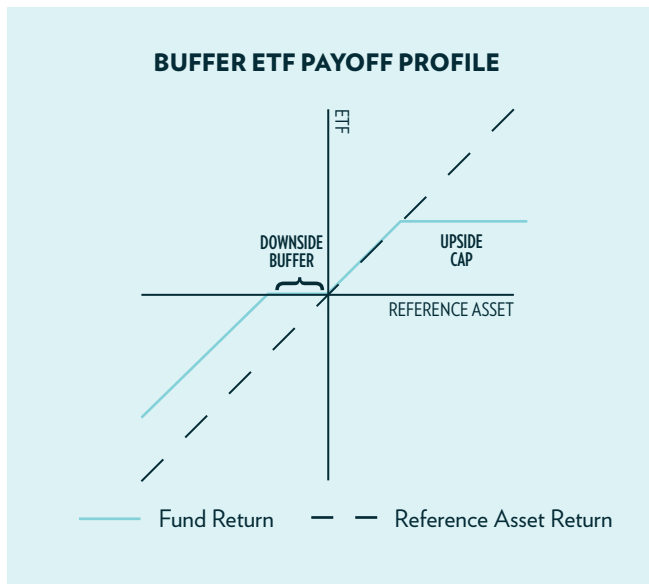 BUFFER ETF PAYOFF PROFILE
ETF
DOWNSIDE
BUFFER
UPSIDE
CAP
REFERENCE ASSET
Fund Return
Reference Asset Return